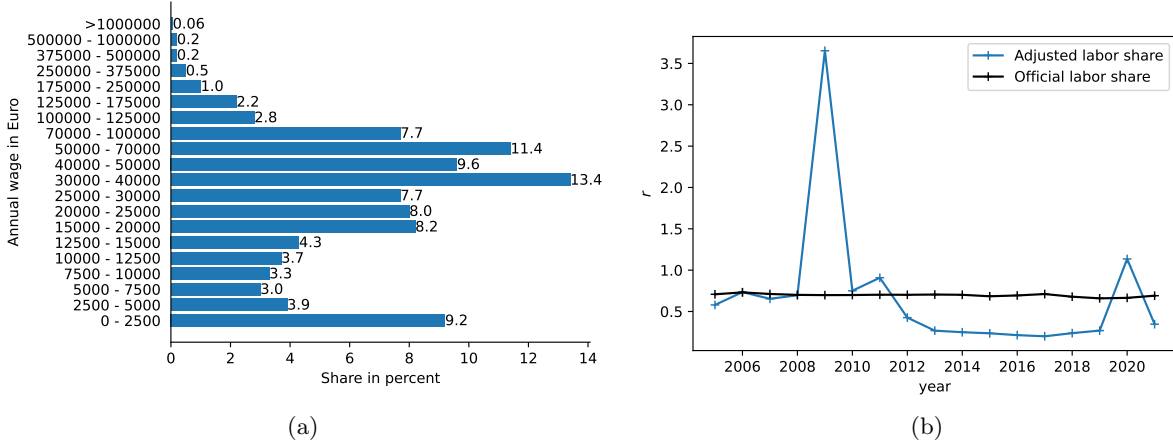 Annual wage in Euro
>1000000 0.06
500000 - 1000000 0.2
375000 - 500000 0.2
250000 - 375000 0.5
175000 - 250000 1.0
125000 - 175000 2.2
100000 - 125000 2.8
70000 - 100000 7.7
50000 - 70000 11.4
40000 - 50000 9.6
30000 - 40000 13.4
25000 - 30000 7.7
20000 - 25000 8.0
15000 - 20000 8.2
12500 - 15000 4.3
10000 - 12500 3.7
7500 - 10000 3.3
5000 - 7500 3.0
2500 - 5000 3.9
0 - 2500 9.2
0 2 4 6 8 10 12 14
Share in percent
(a)
Adjusted labor share
Official labor share
r
3.5
3.0
2.5
2.0
1.5
1.0
0.5
2006 2008 2010 2012 2014 2016 2018 2020
year
(b)